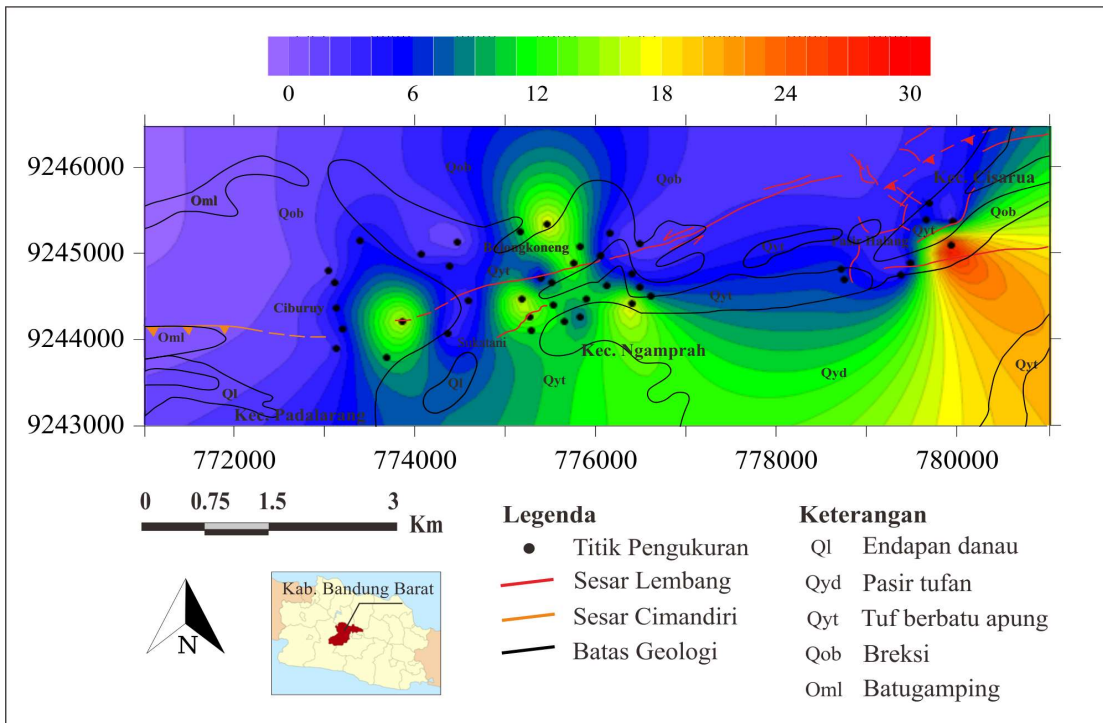 0 6 12 18 24 30
9246000
9245000
9244000
9243000
772000 774000 776000 778000 780000
Kec. Cisarua
Qob
Qob
Oml
Qob
Qob
Qyt
Pasir Halang
Qyt
Qyt
Qyt
Ciburuy
Oml
Sukatani
Kec. Ngamprah
Ql
Qyt
Qyd
Qyt
Ql
Kec. Padalarang
0 0.75 1.5 3
Km
N
Kab. Bandung Barat
Legenda
Titik Pengukuran
Sesar Lembang
Sesar Cimandiri
Batas Geologi
Keterangan
Ql Endapan danau
Qyd Pasir tufan
Qyt Tuf berbatu apung
Qob Breksi
Oml Batugamping